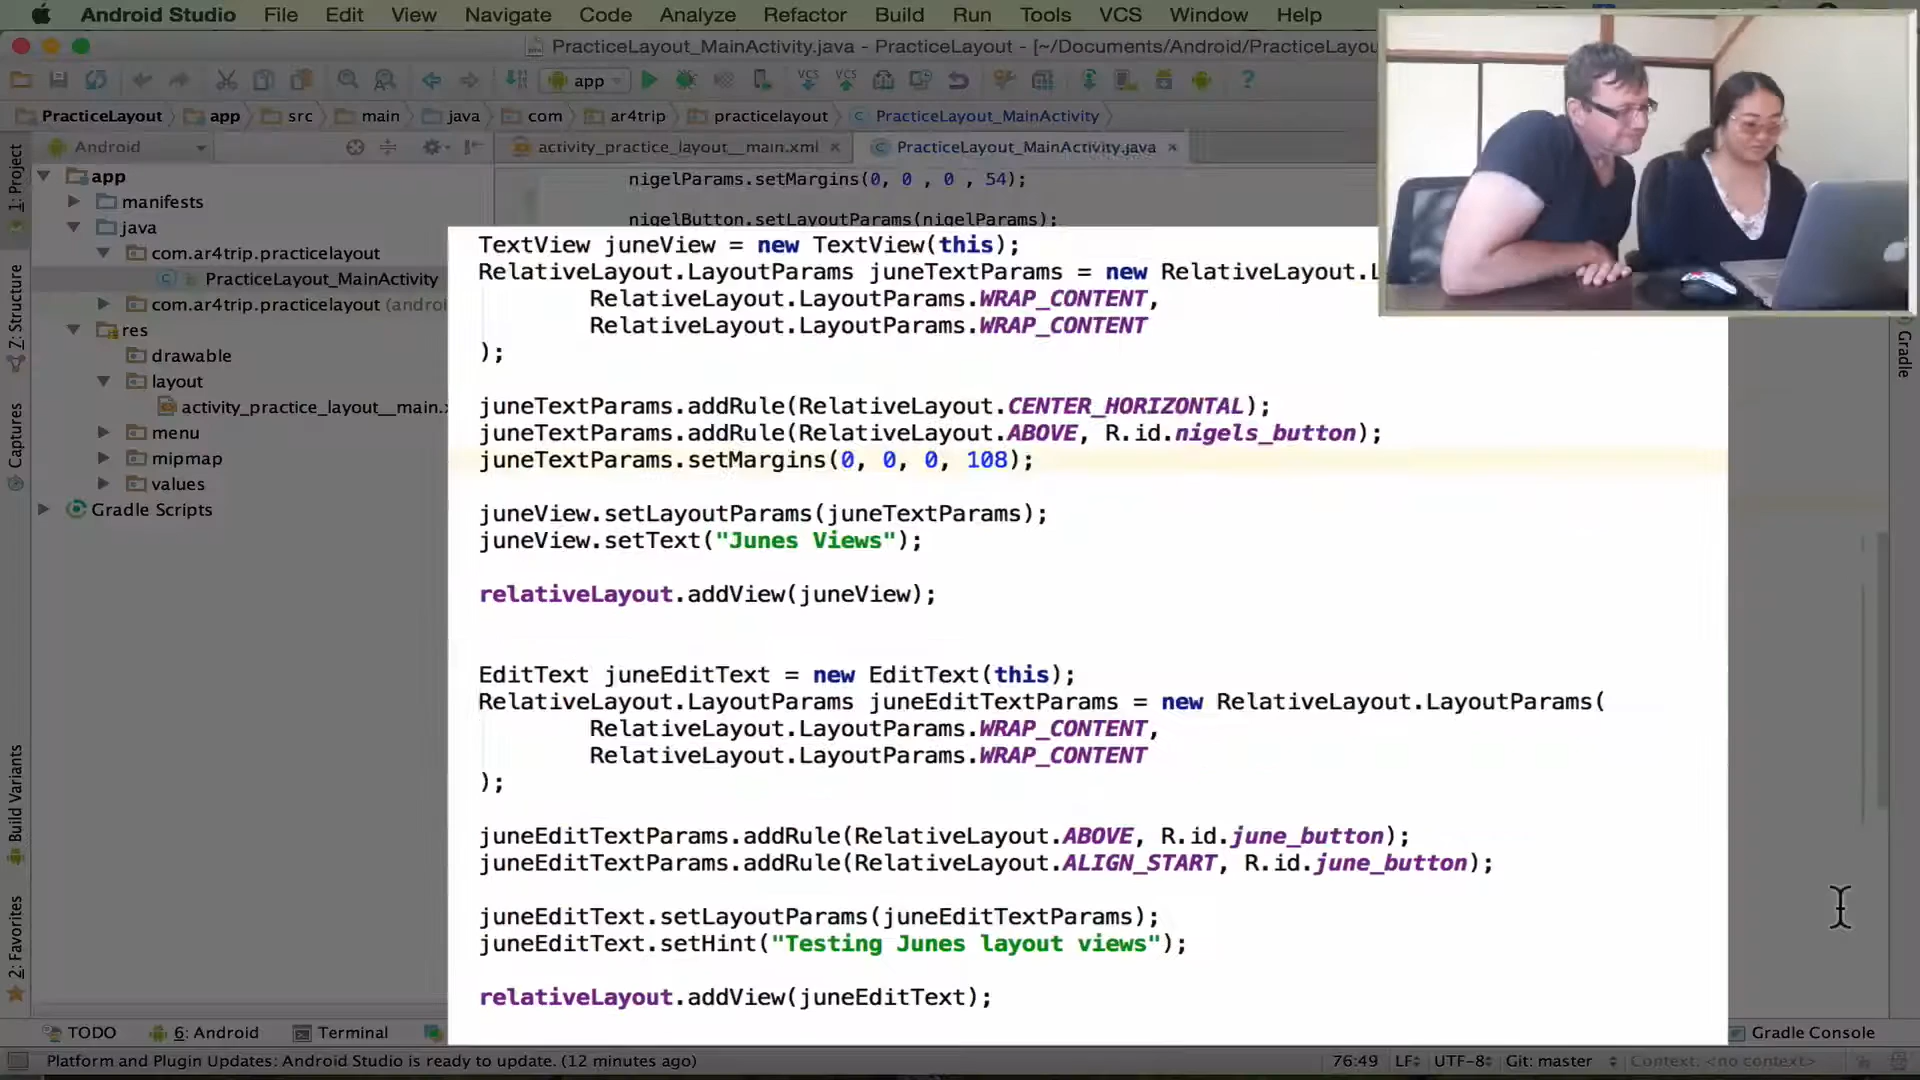 Android Studio File Edit View Navigate Code Analyze Refactor Build Run Tools VCS Window Help
PracticeLayout_MainActivity.java - PracticeLayout - [~/Documents/Android/PracticeLayou
app VCS VCS ?
PracticeLayout app src main java com ar4trip practicelayout PracticeLayout_MainActivity
Android
activity_practice_layout__main.xml PracticeLayout_MainActivity.java
1: Project
Z: Structure
Captures
Build Variants
2: Favorites
app
manifests
java
com.ar4trip.practicelayout
PracticeLayout_MainActivity
com.ar4trip.practicelayout (andro
res
drawable
layout
activity_practice_layout__main.x
menu
mipmap
values
Gradle Scripts
nigelParams.setMargins(0, 0 , 0 , 54);
nigelButton.setLayoutParams(nigelParams);
TextView juneView = new TextView(this);
RelativeLayout.LayoutParams juneTextParams = new RelativeLayout.L
RelativeLayout.LayoutParams.WRAP_CONTENT,
RelativeLayout.LayoutParams.WRAP_CONTENT
);
juneTextParams.addRule(RelativeLayout.CENTER_HORIZONTAL);
juneTextParams.addRule(RelativeLayout.ABOVE, R.id.nigels_button);
juneTextParams.setMargins(0, 0, 0, 108);
juneView.setLayoutParams(juneTextParams);
juneView.setText("Junes Views");
relativeLayout.addView(juneView);
EditText juneEditText = new EditText(this);
RelativeLayout.LayoutParams juneEditTextParams = new RelativeLayout.LayoutParams(
RelativeLayout.LayoutParams.WRAP_CONTENT,
RelativeLayout.LayoutParams.WRAP_CONTENT
);
juneEditTextParams.addRule(RelativeLayout.ABOVE, R.id.june_button);
juneEditTextParams.addRule(RelativeLayout.ALIGN_START, R.id.june_button);
juneEditText.setLayoutParams(juneEditTextParams);
juneEditText.setHint("Testing Junes layout views");
relativeLayout.addView(juneEditText);
Gradle
TODO 6: Android Terminal Gradle Console
Platform and Plugin Updates: Android Studio is ready to update. (12 minutes ago) 76:49 LF UTF-8 Git: master Context: <no context>